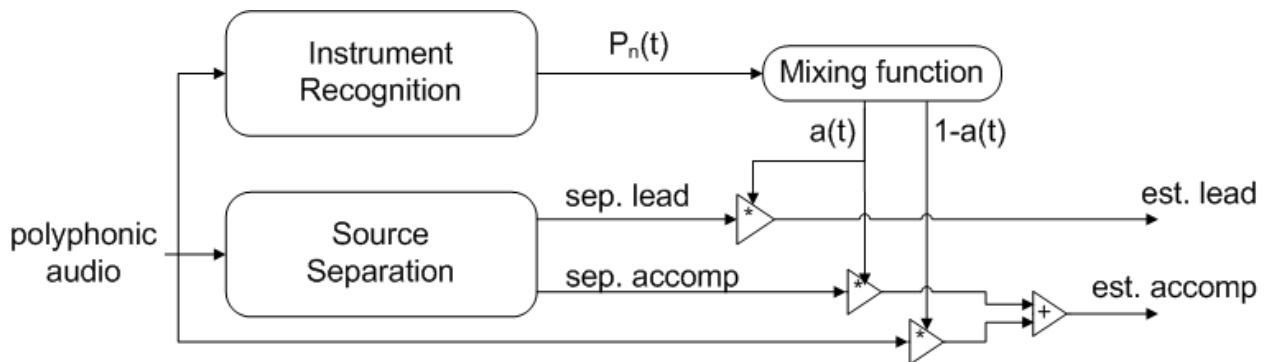 Instrument
Recognition
Pₙ(t)
Mixing function
a(t)
1-a(t)
polyphonic
audio
Source
Separation
sep. lead
*
est. lead
sep. accomp
*
*
+
est. accomp